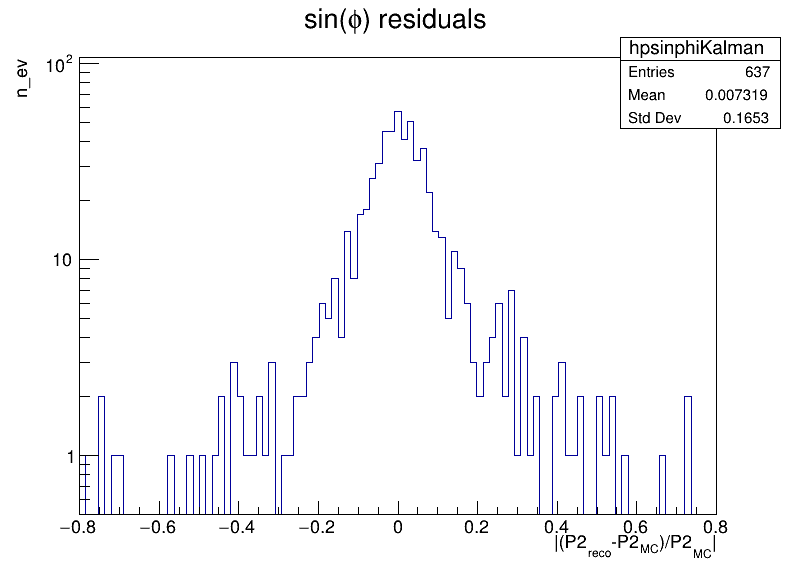 sin(ϕ) residuals
hpsinphiKalman
Entries 637
Mean 0.007319
Std Dev 0.1653
n_ev
10²
10
1
−0.8 −0.6 −0.4 −0.2 0 0.2 0.4 0.6 0.8
|(P2reco-P2MC)/P2MC|